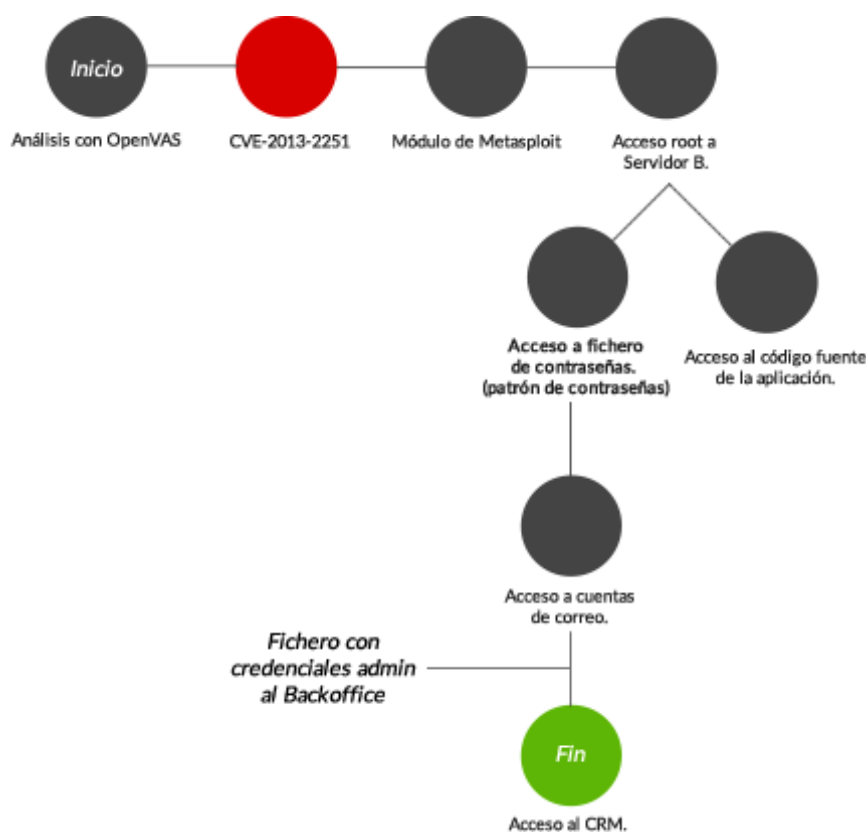 Inicio
Análisis con OpenVAS
CVE-2013-2251
Módulo de Metasploit
Acceso root a
Servidor B.
Acceso a fichero
de contraseñas.
(patrón de contraseñas)
Acceso al código fuente
de la aplicación.
Acceso a cuentas
de correo.
Fichero con
credenciales admin
al Backoffice
Fin
Acceso al CRM.